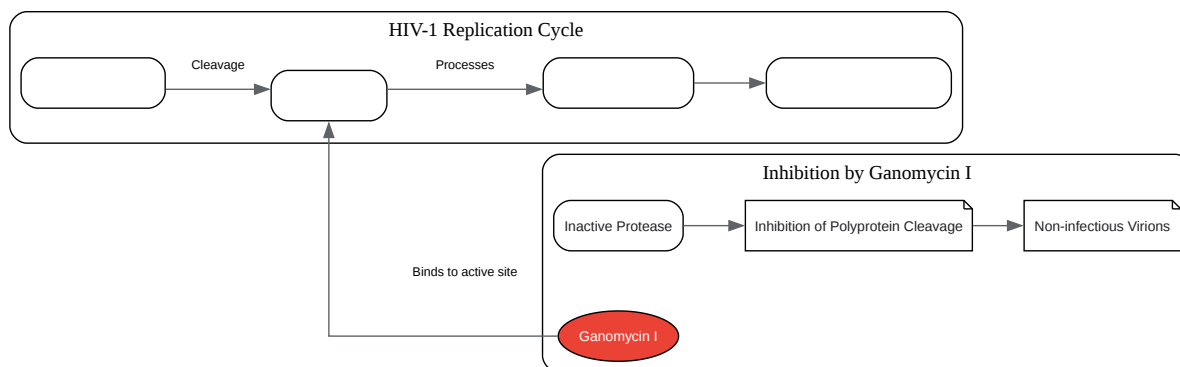 HIV-1 Replication Cycle
Cleavage
Processes
Inhibition by Ganomycin I
Inactive Protease
Inhibition of Polyprotein Cleavage
Non-infectious Virions
Binds to active site
Ganomycin I